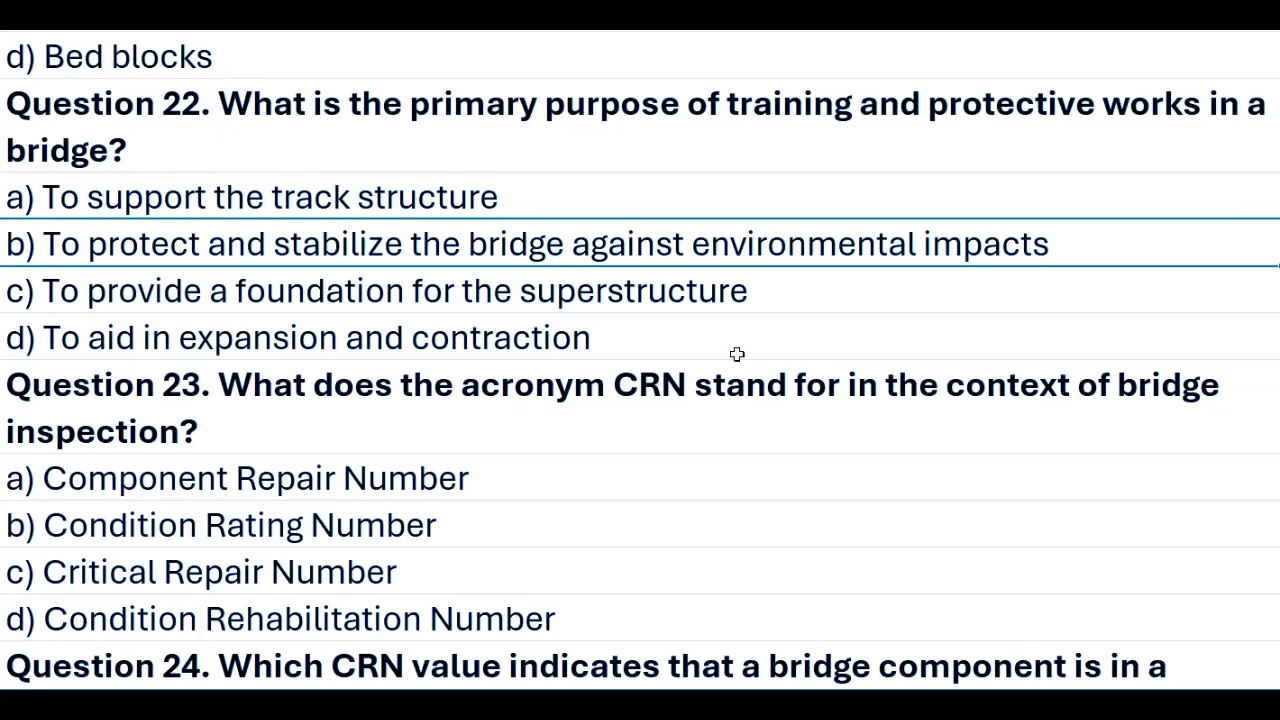 d) Bed blocks
Question 22. What is the primary purpose of training and protective works in a
bridge?
a) To support the track structure
b) To protect and stabilize the bridge against environmental impacts
c) To provide a foundation for the superstructure
d) To aid in expansion and contraction
Question 23. What does the acronym CRN stand for in the context of bridge
inspection?
a) Component Repair Number
b) Condition Rating Number
c) Critical Repair Number
d) Condition Rehabilitation Number
Question 24. Which CRN value indicates that a bridge component is in a